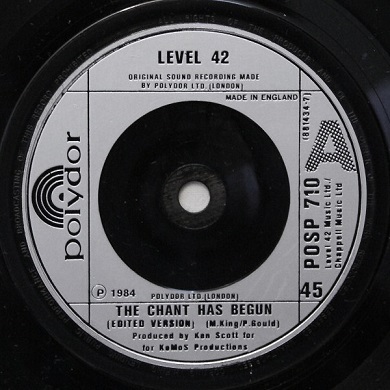 LEVEL 42
ORIGINAL SOUND RECORDING MADE
BY POLYDOR LTD. (LONDON)
MADE IN ENGLAND
(881434-7)
A
polydor
POSP 710
Level 42 Music Ltd./
Chappell Music Ltd
45
℗ 1984
POLYDOR LTD. (LONDON)
THE CHANT HAS BEGUN
(EDITED VERSION) (M.King/P.Gould)
Produced by Ken Scott for
for KoMoS Productions